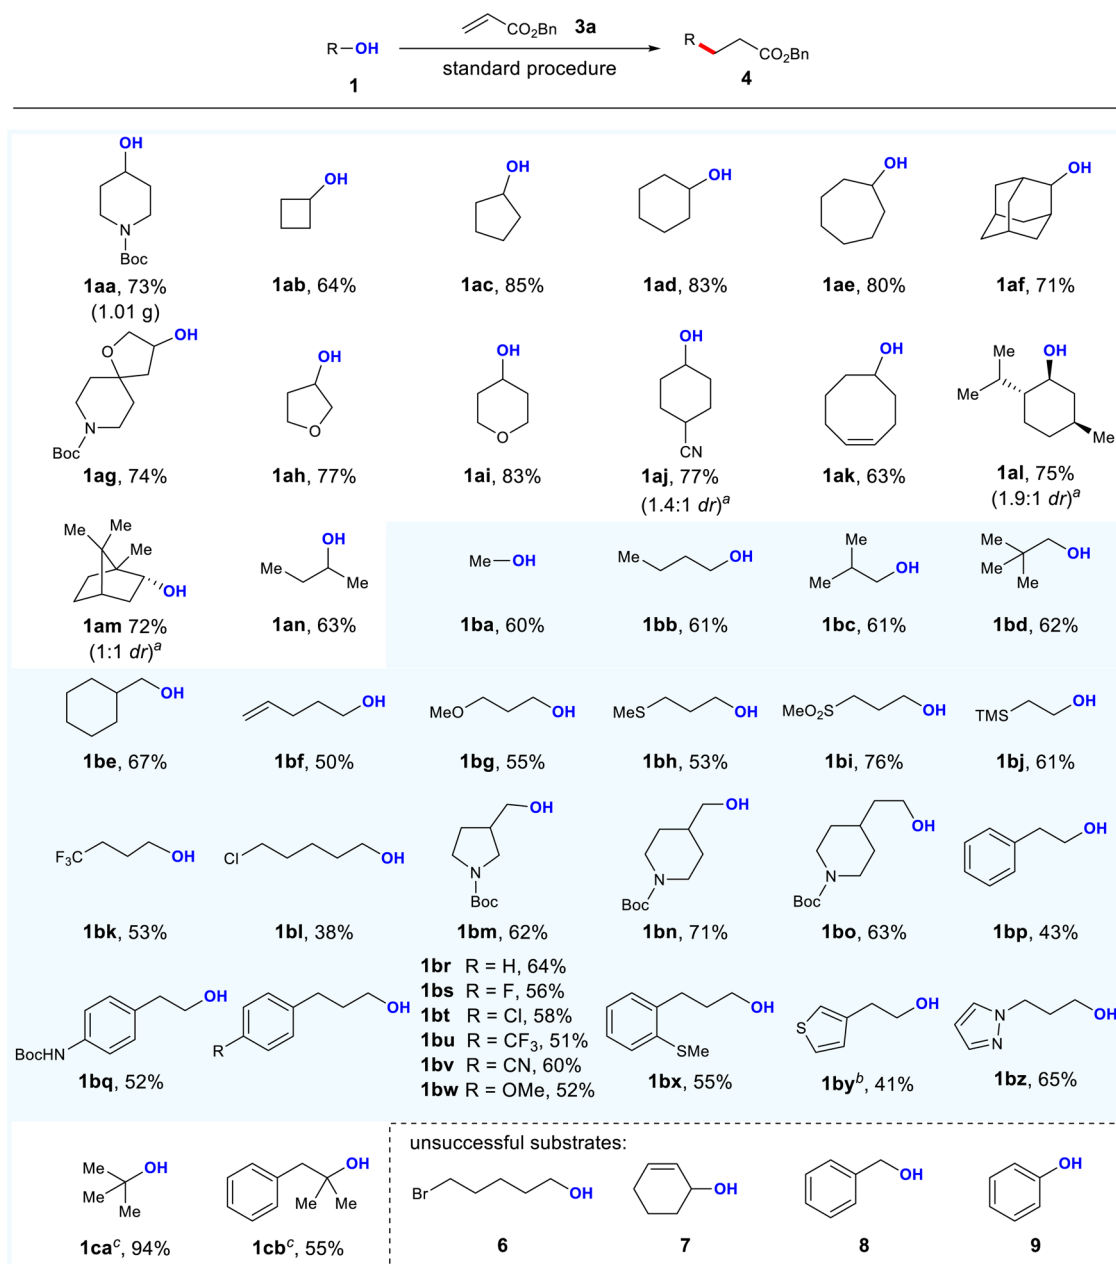 CO2Bn 3a
R OH
standard procedure
R CO2Bn
1 4
OH
N
Boc
1aa, 73%
(1.01 g)
OH
1ab, 64%
OH
1ac, 85%
OH
1ad, 83%
OH
1ae, 80%
OH
1af, 71%
O
OH
N
Boc
1ag, 74%
OH
O
1ah, 77%
OH
O
1ai, 83%
OH
CN
1aj, 77%
(1.4:1 dr)a
OH
1ak, 63%
Me OH
Me
Me
1al, 75%
(1.9:1 dr)a
Me Me
Me
OH
1am 72%
(1:1 dr)a
OH
Me
1an, 63%
Me OH
1ba, 60%
Me OH
1bb, 61%
Me
Me OH
1bc, 61%
Me
Me OH
Me
1bd, 62%
OH
1be, 67%
OH
1bf, 50%
MeO OH
1bg, 55%
MeS OH
1bh, 53%
MeO2S OH
1bi, 76%
TMS OH
1bj, 61%
F3C OH
1bk, 53%
Cl OH
1bl, 38%
OH
N
Boc
1bm, 62%
OH
N
Boc
1bn, 71%
OH
N
Boc
1bo, 63%
OH
1bp, 43%
OH
BocHN
1bq, 52%
OH
R
1br R = H, 64%
1bs R = F, 56%
1bt R = Cl, 58%
1bu R = CF3, 51%
1bv R = CN, 60%
1bw R = OMe, 52%
OH
SMe
1bx, 55%
OH
S
1byb, 41%
OH
N
N
1bz, 65%
Me OH
Me
Me
1cac, 94%
OH
Me Me
1cbc, 55%
unsuccessful substrates:
Br OH
6
OH
7
OH
8
OH
9